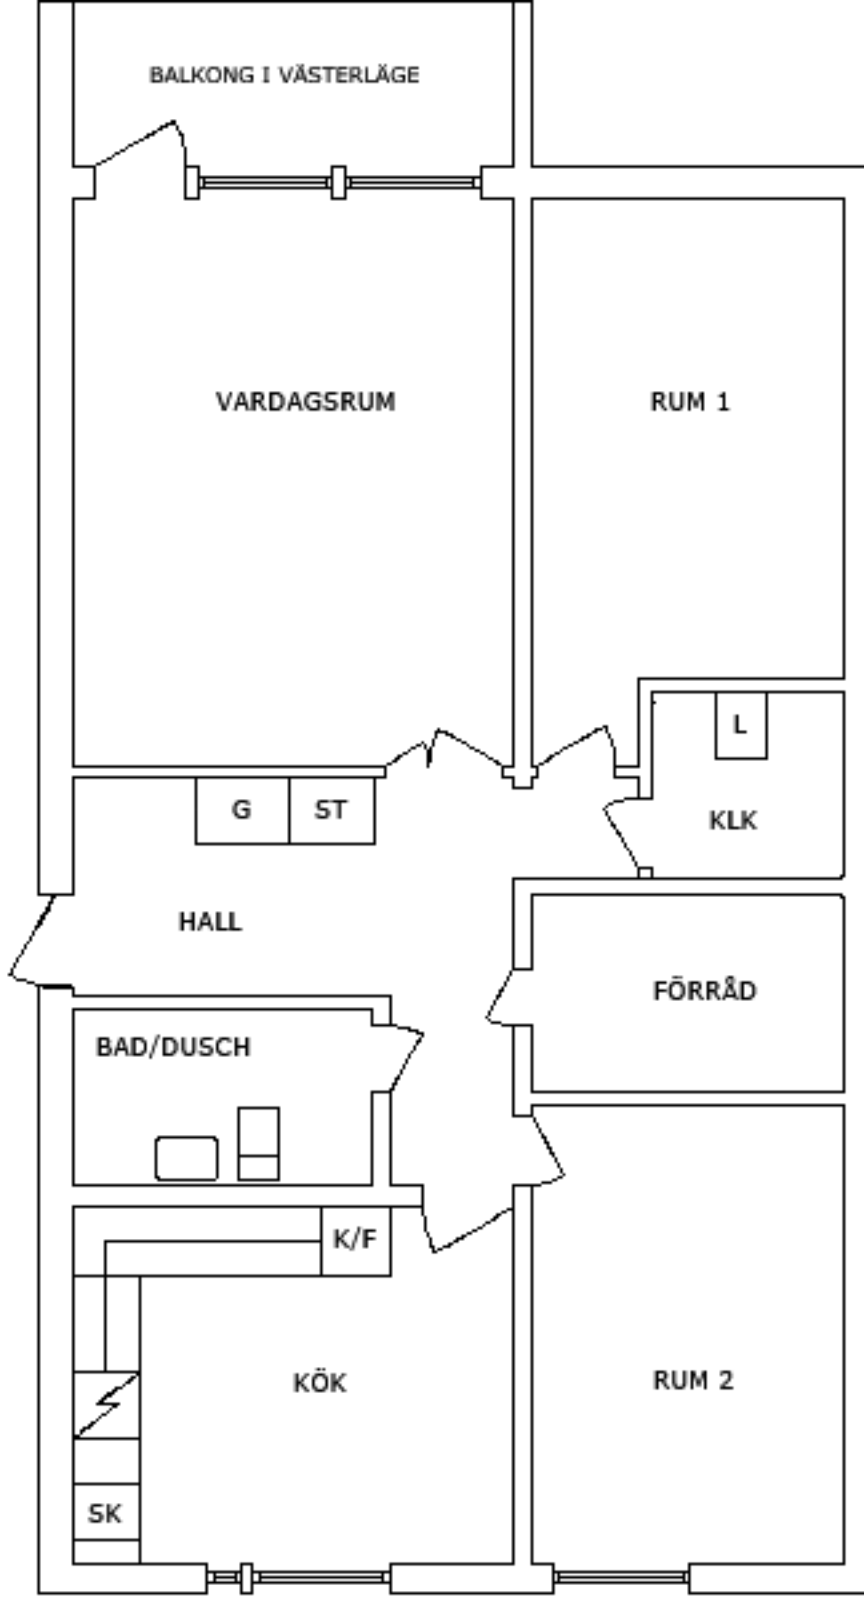 BALKONG I VÄSTERLÄGE
VARDAGSRUM
RUM 1
L
G
ST
KLK
HALL
FÖRRÅD
BAD/DUSCH
K/F
KÖK
RUM 2
SK